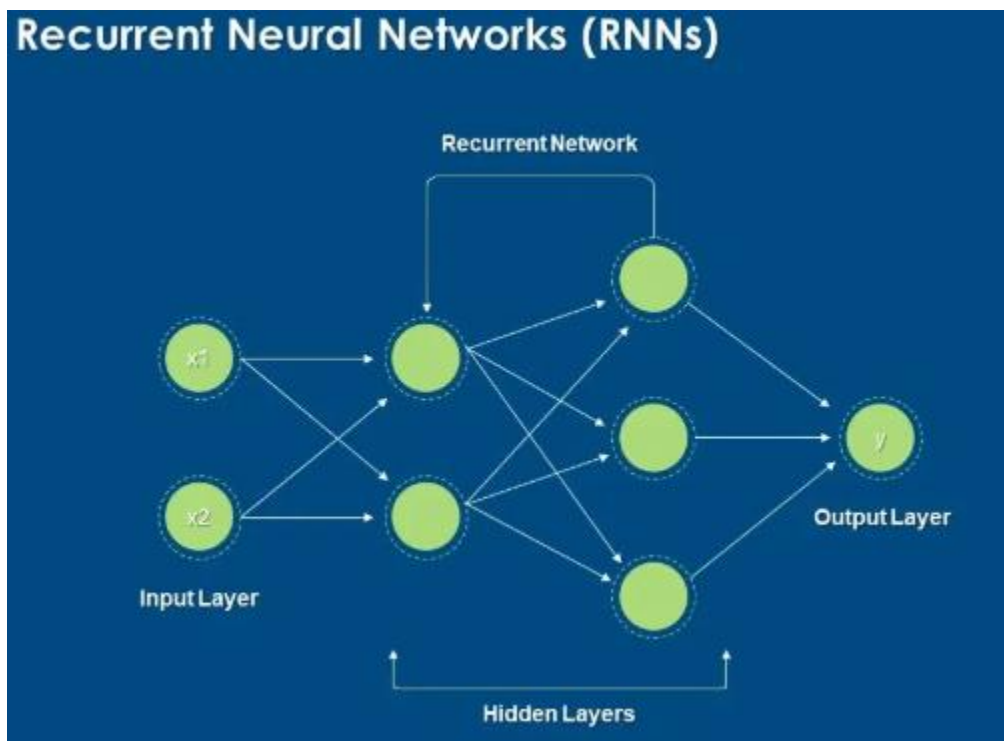 Recurrent Neural Networks (RNNs)
Recurrent Network
x1
x2
y
Output Layer
Input Layer
Hidden Layers